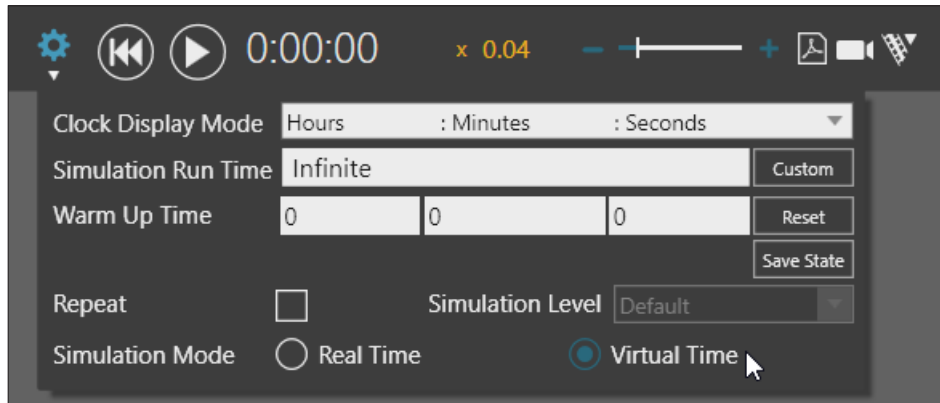 0:00:00 x 0.04
Clock Display Mode Hours : Minutes : Seconds
Simulation Run Time Infinite Custom
Warm Up Time 0 0 0 Reset
Save State
Repeat Simulation Level Default
Simulation Mode Real Time Virtual Time